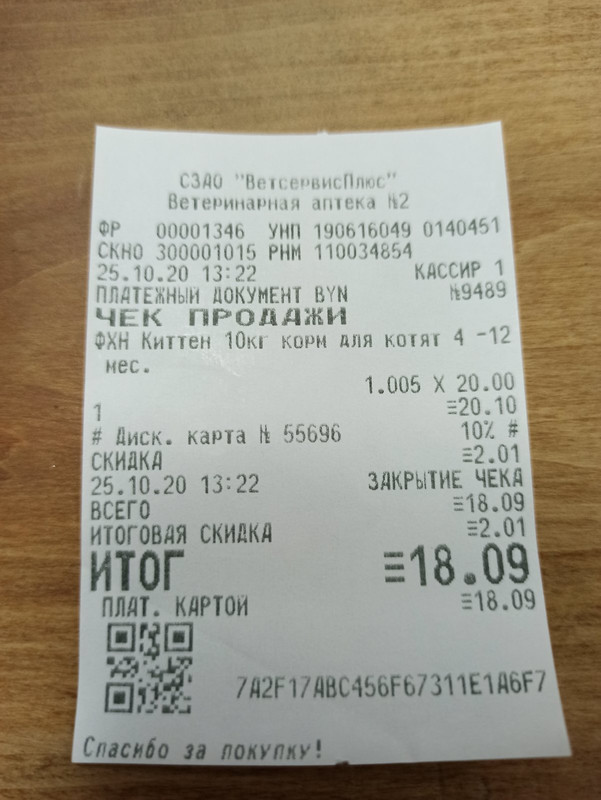 СЗАО "ВетсервисПлюс"
Ветеринарная аптека №2
ФР 00001346 УНП 190616049 0140451
СКНО 300001015 РНМ 110034854
25.10.20 13:22 КАССИР 1
ПЛАТЕЖНЫЙ ДОКУМЕНТ BYN №9489
ЧЕК ПРОДАЖИ
ФХН Киттен 10кг корм для котят 4 -12
мес.
1.005 X 20.00
1 ≡20.10
# Диск. карта № 55696 10% #
СКИДКА ≡2.01
25.10.20 13:22 ЗАКРЫТИЕ ЧЕКА
ВСЕГО ≡18.09
ИТОГОВАЯ СКИДКА ≡2.01
ИТОГ ≡18.09
ПЛАТ. КАРТОЙ ≡18.09
7A2F17ABC456F67311E1A6F7
Спасибо за покупку!